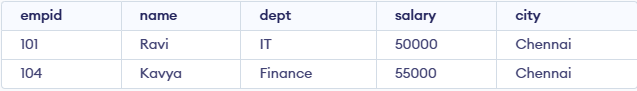 empid name dept salary city
101 Ravi IT 50000 Chennai
104 Kavya Finance 55000 Chennai